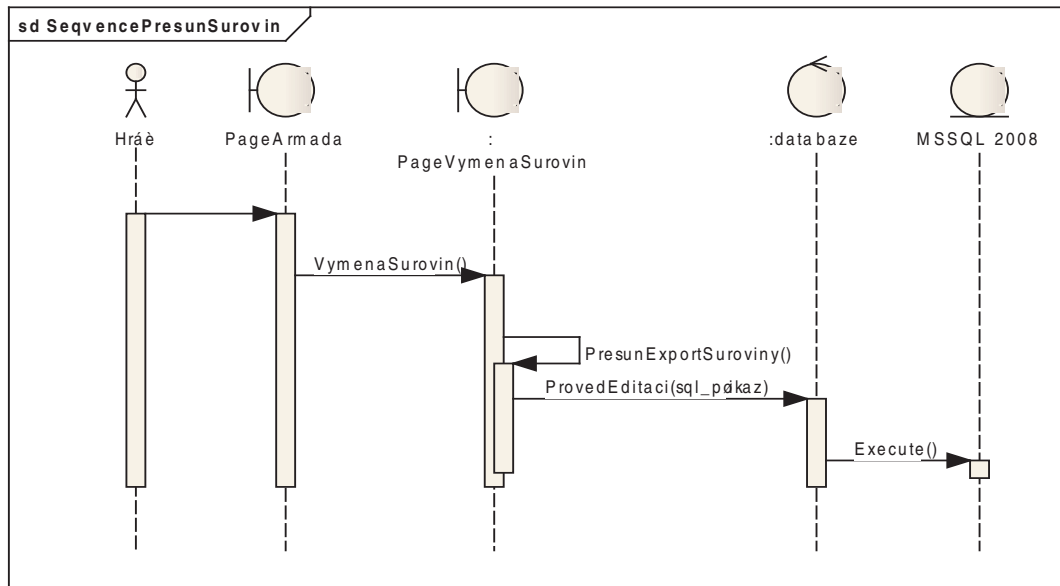 sd SeqvencePresunSurovin
Hráè
PageArmada
:
PageVymenaSurovin
:databaze
MSSQL 2008
VymenaSurovin()
PresunExportSuroviny()
ProvedEditaci(sql_pøikaz)
Execute()